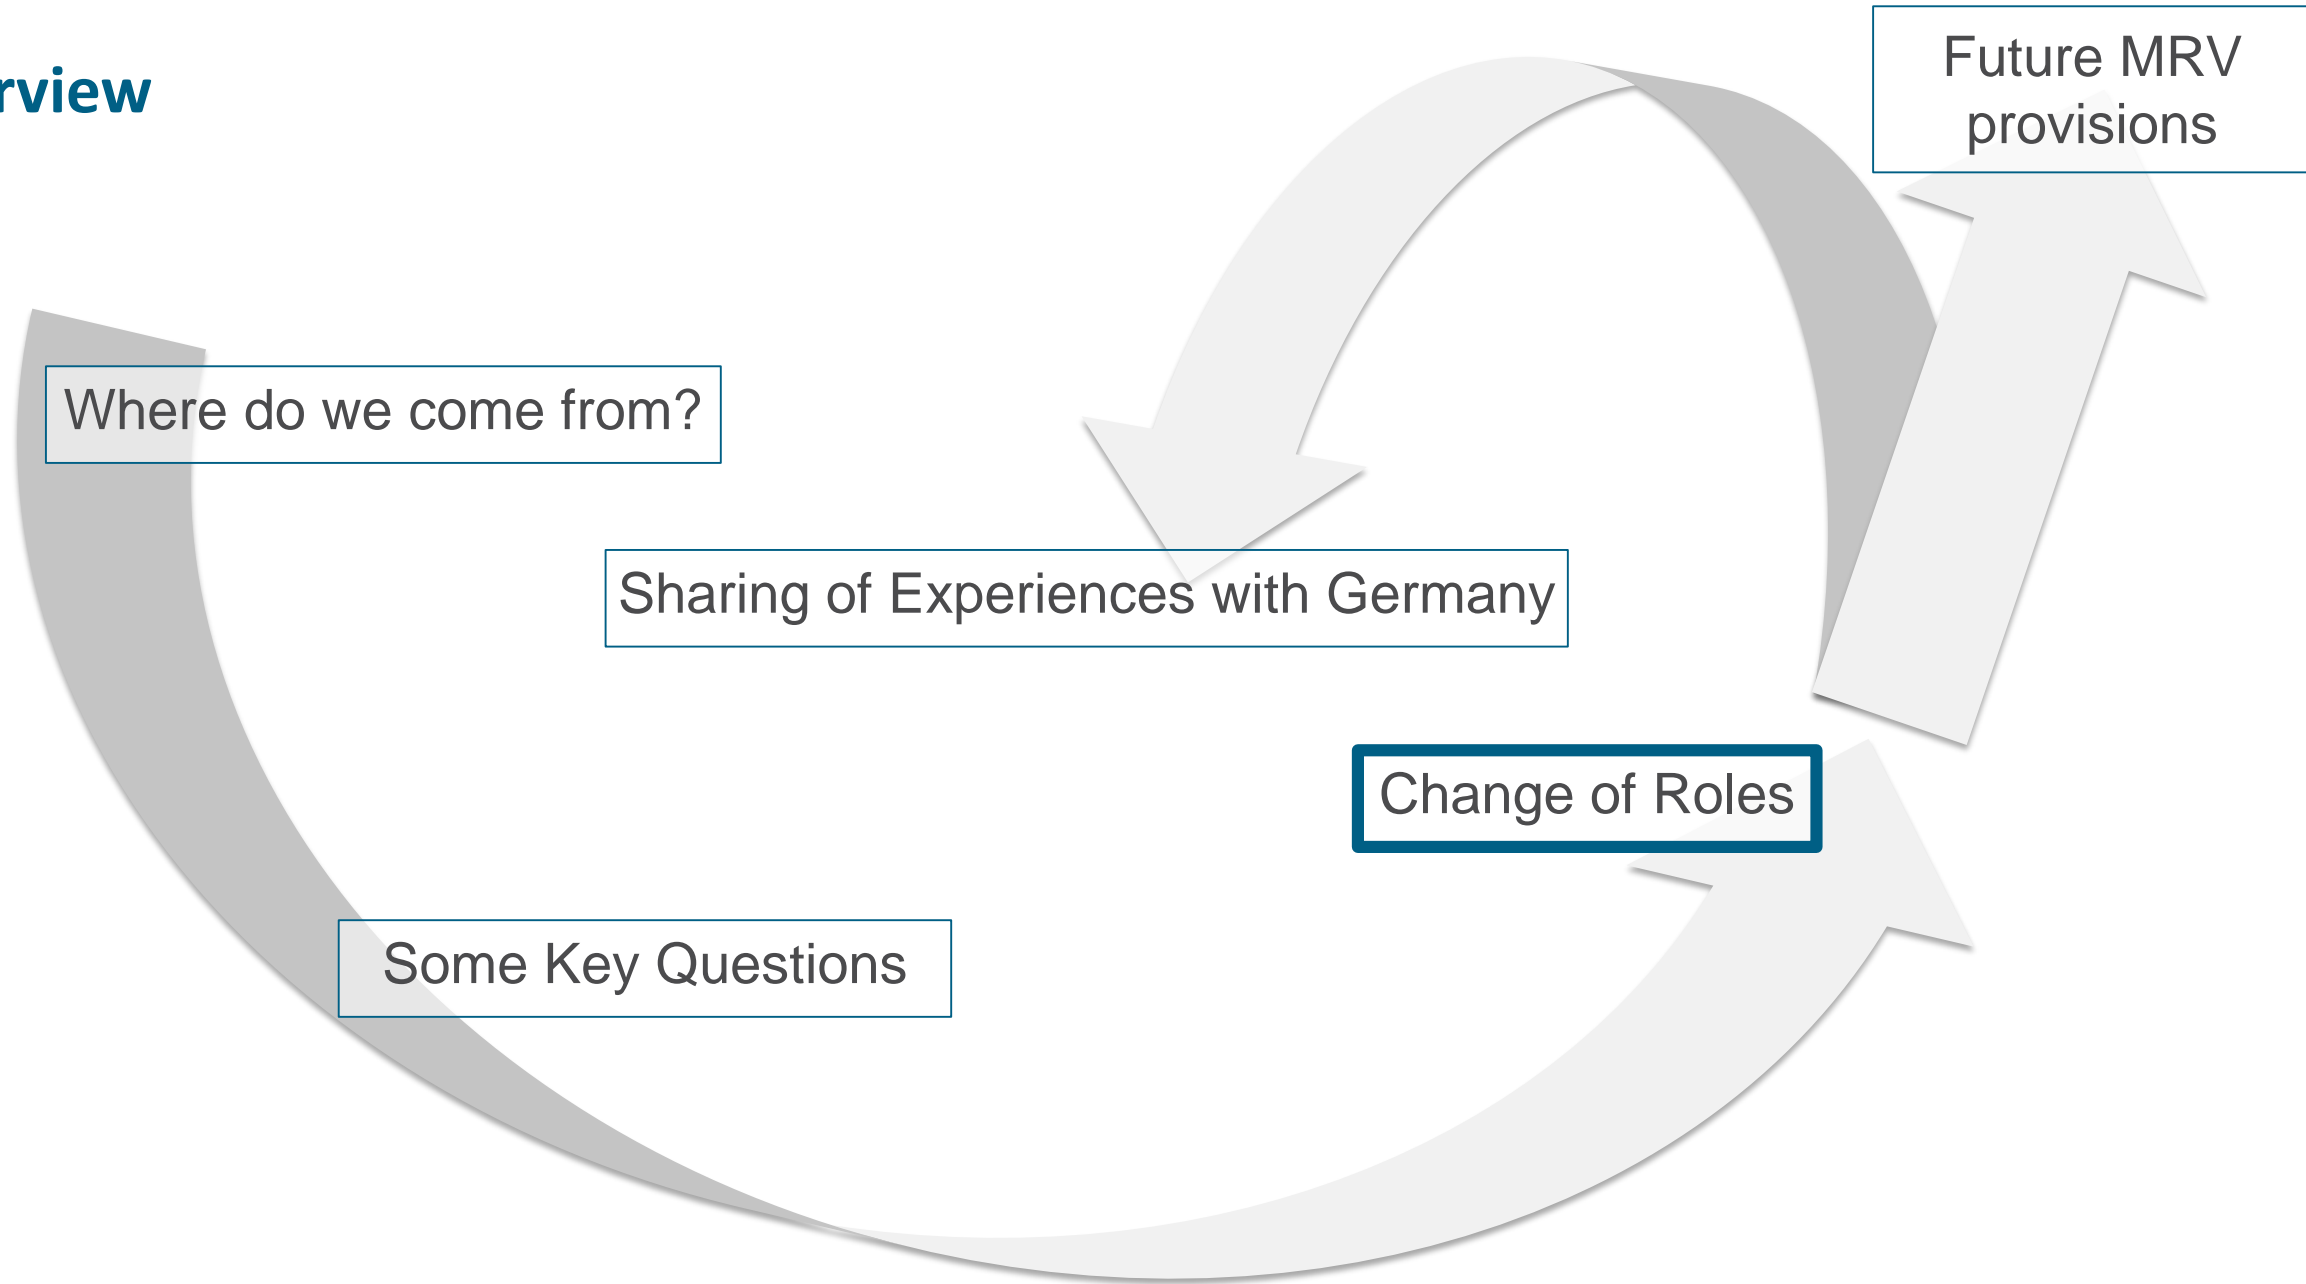 rview
Future MRV
provisions
Where do we come from?
Sharing of Experiences with Germany
Change of Roles
Some Key Questions